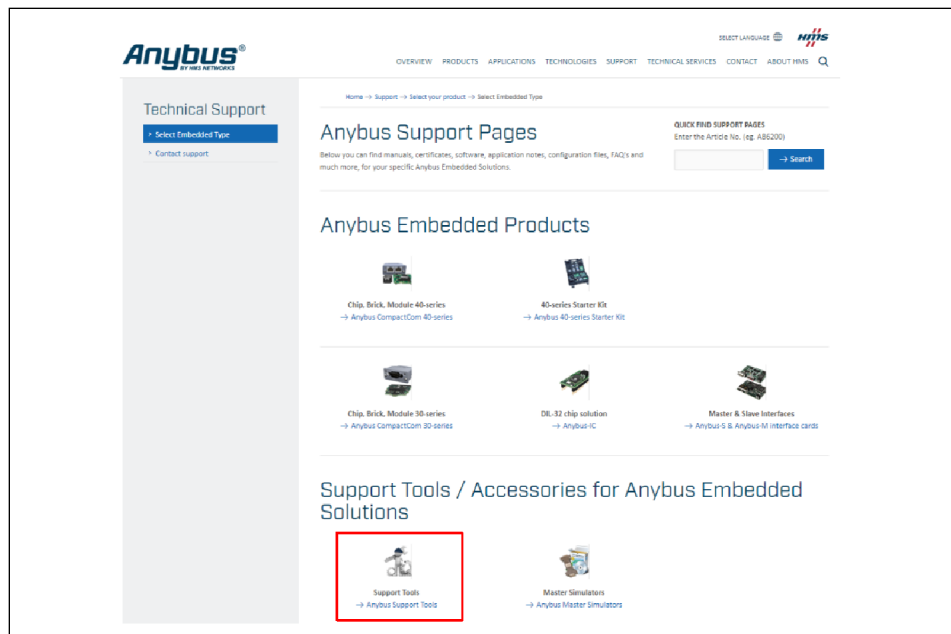 SELECT LANGUAGE
HMS
Anybus®
BY HMS NETWORKS
OVERVIEW PRODUCTS APPLICATIONS TECHNOLOGIES SUPPORT TECHNICAL SERVICES CONTACT ABOUT HMS
Technical Support
> Select Embedded Type
> Contact support
Home → Support → Select your product → Select Embedded Type
Anybus Support Pages
Below you can find manuals, certificates, software, application notes, configuration files, FAQ's and
much more, for your specific Anybus Embedded Solutions.
QUICK FIND SUPPORT PAGES
Enter the Article No. (eg. AB6200)
→ Search
Anybus Embedded Products
Chip, Brick, Module 40-series
→ Anybus CompactCom 40-series
40-series Starter Kit
→ Anybus 40-series Starter Kit
Chip, Brick, Module 30-series
→ Anybus CompactCom 30-series
DIL-32 chip solution
→ Anybus-IC
Master & Slave Interfaces
→ Anybus-S & Anybus-M interface cards
Support Tools / Accessories for Anybus Embedded
Solutions
Support Tools
→ Anybus Support Tools
Master Simulators
→ Anybus Master Simulators